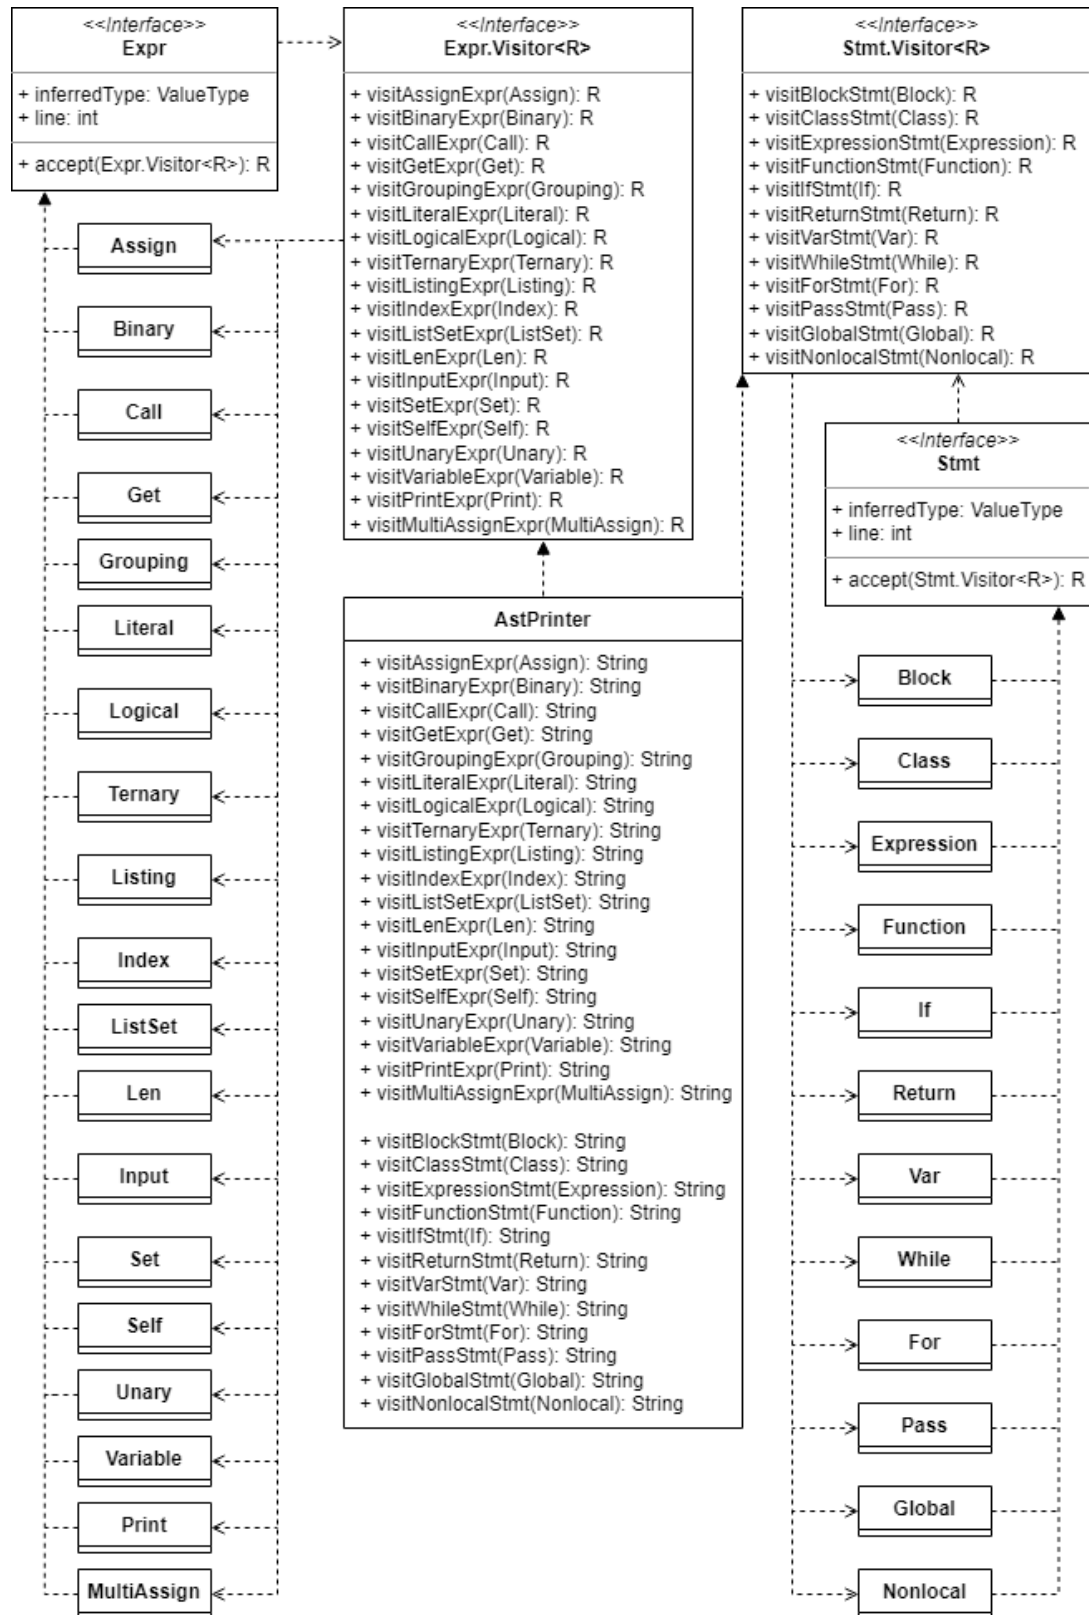 <<Interface>>
Expr
+ inferredType: ValueType
+ line: int
+ accept(Expr.Visitor<R>): R
<<Interface>>
Expr.Visitor<R>
+ visitAssignExpr(Assign): R
+ visitBinaryExpr(Binary): R
+ visitCallExpr(Call): R
+ visitGetExpr(Get): R
+ visitGroupingExpr(Grouping): R
+ visitLiteralExpr(Literal): R
+ visitLogicalExpr(Logical): R
+ visitTernaryExpr(Ternary): R
+ visitListingExpr(Listing): R
+ visitIndexExpr(Index): R
+ visitListSetExpr(ListSet): R
+ visitLenExpr(Len): R
+ visitInputExpr(Input): R
+ visitSetExpr(Set): R
+ visitSelfExpr(Self): R
+ visitUnaryExpr(Unary): R
+ visitVariableExpr(Variable): R
+ visitPrintExpr(Print): R
+ visitMultiAssignExpr(MultiAssign): R
<<Interface>>
Stmt.Visitor<R>
+ visitBlockStmt(Block): R
+ visitClassStmt(Class): R
+ visitExpressionStmt(Expression): R
+ visitFunctionStmt(Function): R
+ visitIfStmt(If): R
+ visitReturnStmt(Return): R
+ visitVarStmt(Var): R
+ visitWhileStmt(While): R
+ visitForStmt(For): R
+ visitPassStmt(Pass): R
+ visitGlobalStmt(Global): R
+ visitNonlocalStmt(Nonlocal): R
<<Interface>>
Stmt
+ inferredType: ValueType
+ line: int
+ accept(Stmt.Visitor<R>): R
Assign
Binary
Call
Get
Grouping
Literal
Logical
Ternary
Listing
Index
ListSet
Len
Input
Set
Self
Unary
Variable
Print
MultiAssign
AstPrinter
+ visitAssignExpr(Assign): String
+ visitBinaryExpr(Binary): String
+ visitCallExpr(Call): String
+ visitGetExpr(Get): String
+ visitGroupingExpr(Grouping): String
+ visitLiteralExpr(Literal): String
+ visitLogicalExpr(Logical): String
+ visitTernaryExpr(Ternary): String
+ visitListingExpr(Listing): String
+ visitIndexExpr(Index): String
+ visitListSetExpr(ListSet): String
+ visitLenExpr(Len): String
+ visitInputExpr(Input): String
+ visitSetExpr(Set): String
+ visitSelfExpr(Self): String
+ visitUnaryExpr(Unary): String
+ visitVariableExpr(Variable): String
+ visitPrintExpr(Print): String
+ visitMultiAssignExpr(MultiAssign): String
+ visitBlockStmt(Block): String
+ visitClassStmt(Class): String
+ visitExpressionStmt(Expression): String
+ visitFunctionStmt(Function): String
+ visitIfStmt(If): String
+ visitReturnStmt(Return): String
+ visitVarStmt(Var): String
+ visitWhileStmt(While): String
+ visitForStmt(For): String
+ visitPassStmt(Pass): String
+ visitGlobalStmt(Global): String
+ visitNonlocalStmt(Nonlocal): String
Block
Class
Expression
Function
If
Return
Var
While
For
Pass
Global
Nonlocal